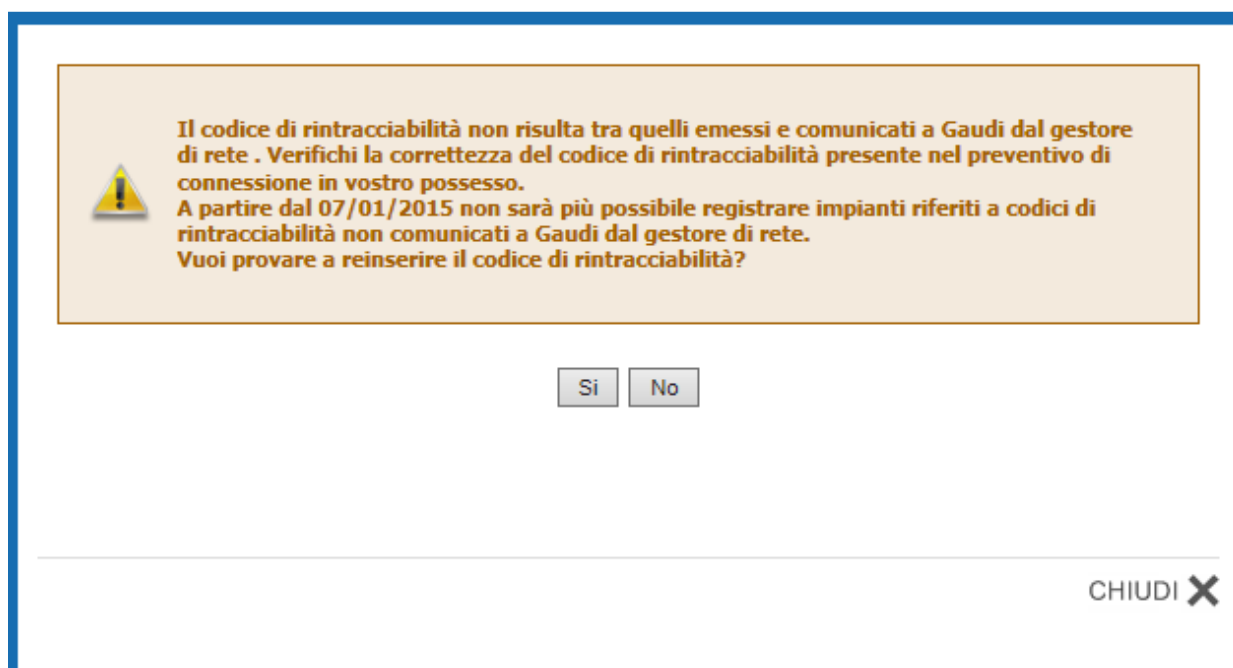 Il codice di rintracciabilità non risulta tra quelli emessi e comunicati a Gaudi dal gestore
di rete . Verifichi la correttezza del codice di rintracciabilità presente nel preventivo di
connessione in vostro possesso.
A partire dal 07/01/2015 non sarà più possibile registrare impianti riferiti a codici di
rintracciabilità non comunicati a Gaudi dal gestore di rete.
Vuoi provare a reinserire il codice di rintracciabilità?
Si No
CHIUDI